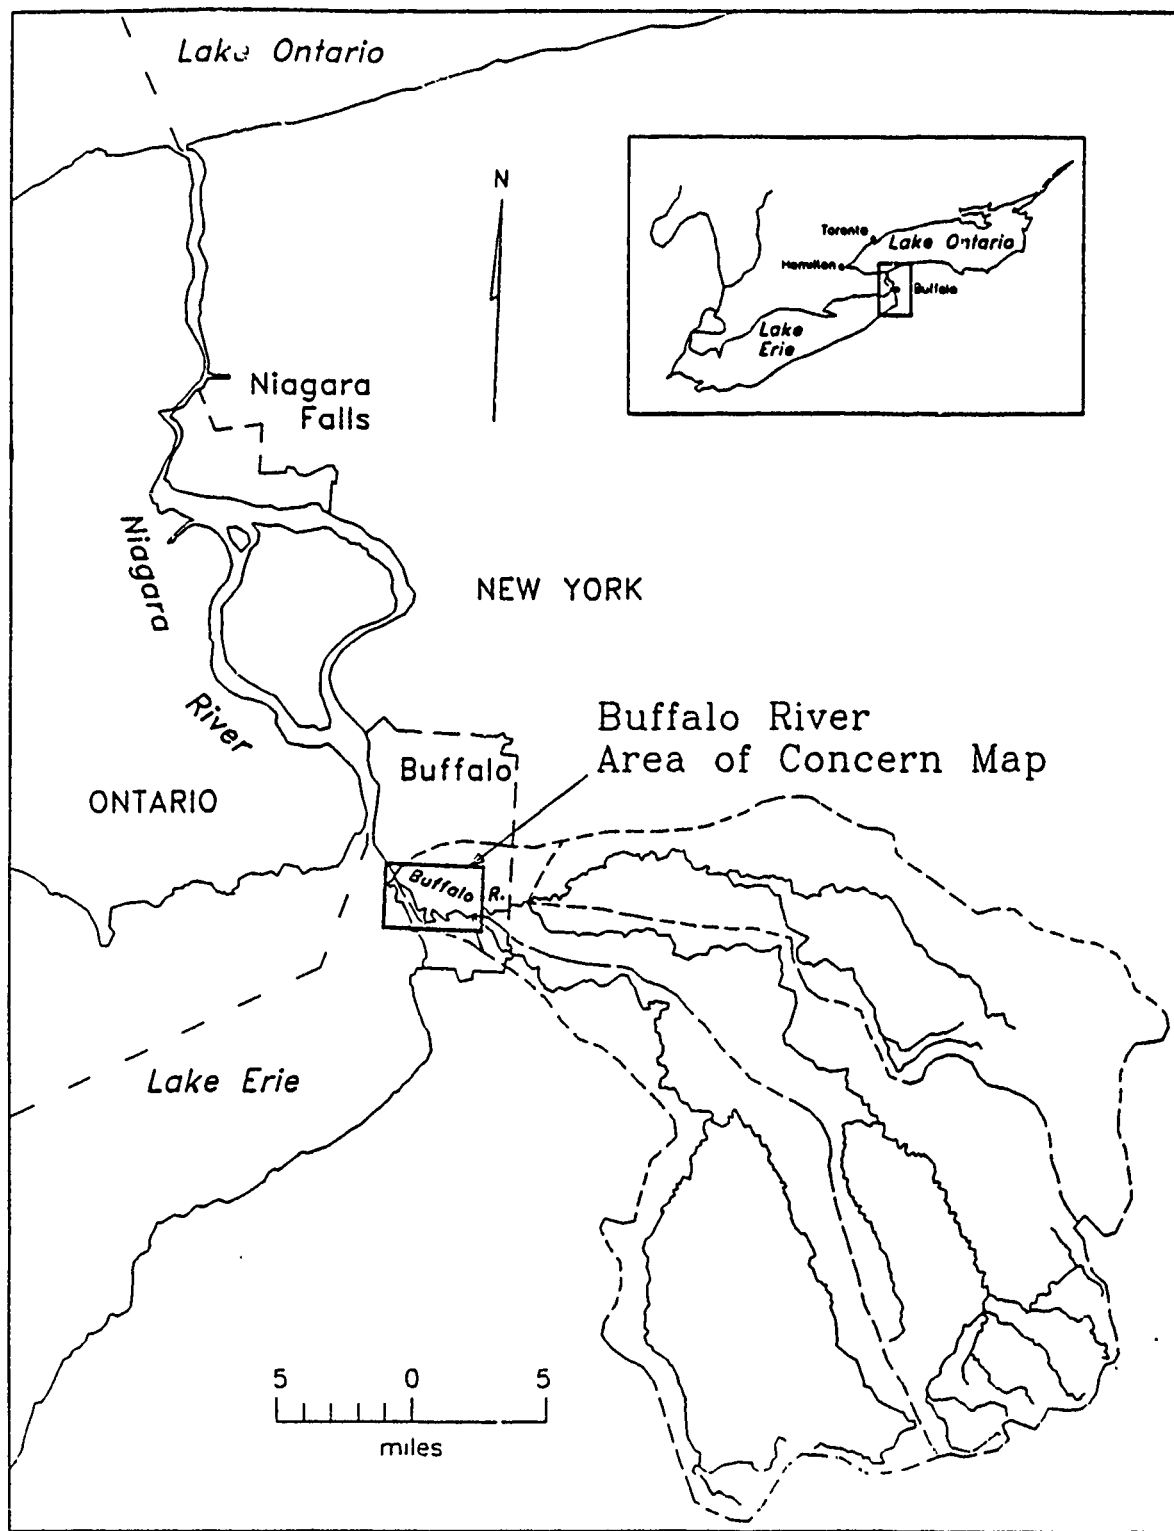 Lake Ontario
N
Toronto
Lake Ontario
Hamilton
Buffalo
Lake
Erie
Niagara
Falls
Niagara
River
NEW YORK
Buffalo River
Area of Concern Map
Buffalo
ONTARIO
Buffalo R.
Lake Erie
5 0 5
miles